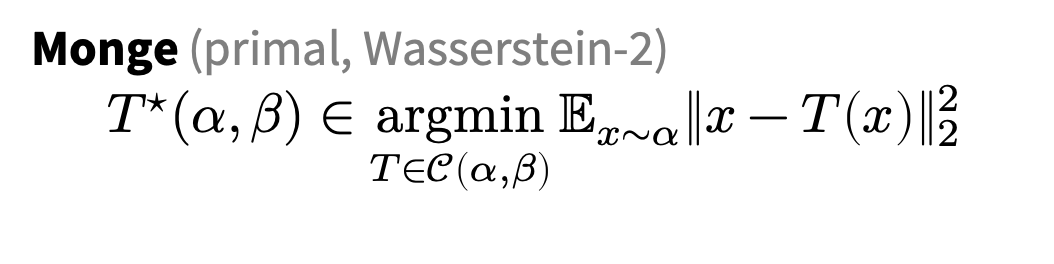 Monge (primal, Wasserstein-2)
T⋆(α, β) ∈ argmin 𝔼_{x∼α}‖x − T(x)‖₂²
T∈𝒞(α,β)